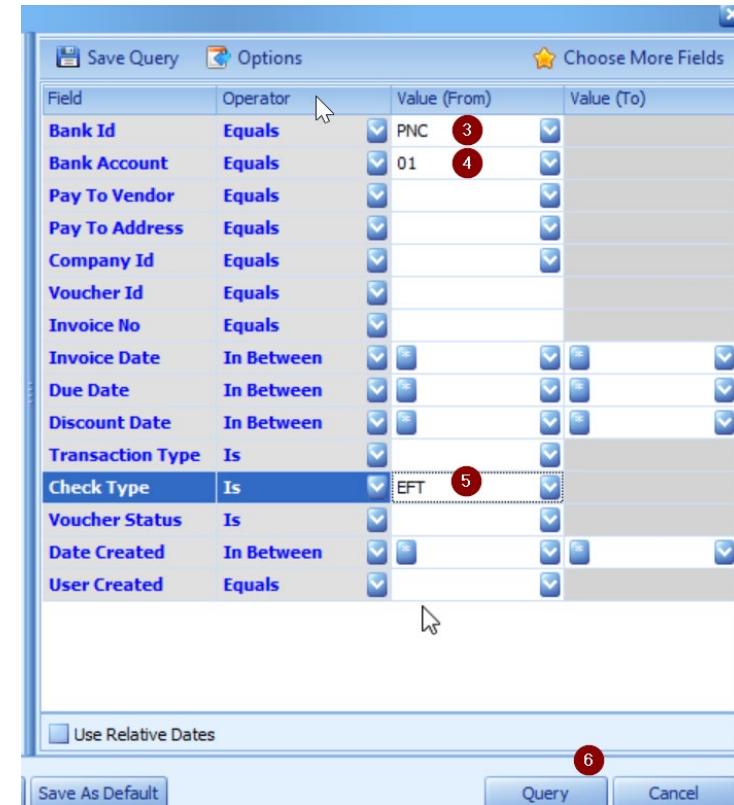 Save Query Options Choose More Fields
Field Operator Value (From) Value (To)
Bank Id Equals PNC 3
Bank Account Equals 01 4
Pay To Vendor Equals
Pay To Address Equals
Company Id Equals
Voucher Id Equals
Invoice No Equals
Invoice Date In Between * *
Due Date In Between * *
Discount Date In Between * *
Transaction Type Is
Check Type Is EFT 5
Voucher Status Is
Date Created In Between * *
User Created Equals
Use Relative Dates
6
Save As Default Query Cancel